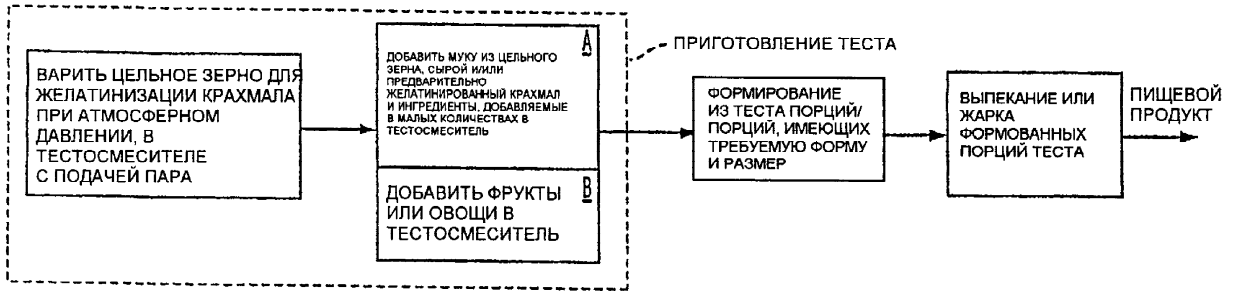 ВАРИТЬ ЦЕЛЬНОЕ ЗЕРНО ДЛЯ
ЖЕЛАТИНИЗАЦИИ КРАХМАЛА
ПРИ АТМОСФЕРНОМ
ДАВЛЕНИИ, В
ТЕСТОСМЕСИТЕЛЕ
С ПОДАЧЕЙ ПАРА
A
ДОБАВИТЬ МУКУ ИЗ ЦЕЛЬНОГО
ЗЕРНА, СЫРОЙ И/ИЛИ
ПРЕДВАРИТЕЛЬНО
ЖЕЛАТИНИРОВАННЫЙ КРАХМАЛ
И ИНГРЕДИЕНТЫ, ДОБАВЛЯЕМЫЕ
В МАЛЫХ КОЛИЧЕСТВАХ В
ТЕСТОСМЕСИТЕЛЬ
B
ДОБАВИТЬ ФРУКТЫ
ИЛИ ОВОЩИ В
ТЕСТОСМЕСИТЕЛЬ
ПРИГОТОВЛЕНИЕ ТЕСТА
ФОРМИРОВАНИЕ
ИЗ ТЕСТА ПОРЦИЙ/
ПОРЦИЙ, ИМЕЮЩИХ
ТРЕБУЕМУЮ ФОРМУ
И РАЗМЕР
ВЫПЕКАНИЕ ИЛИ
ЖАРКА
ФОРМОВАННЫХ
ПОРЦИЙ ТЕСТА
ПИЩЕВОЙ
ПРОДУКТ